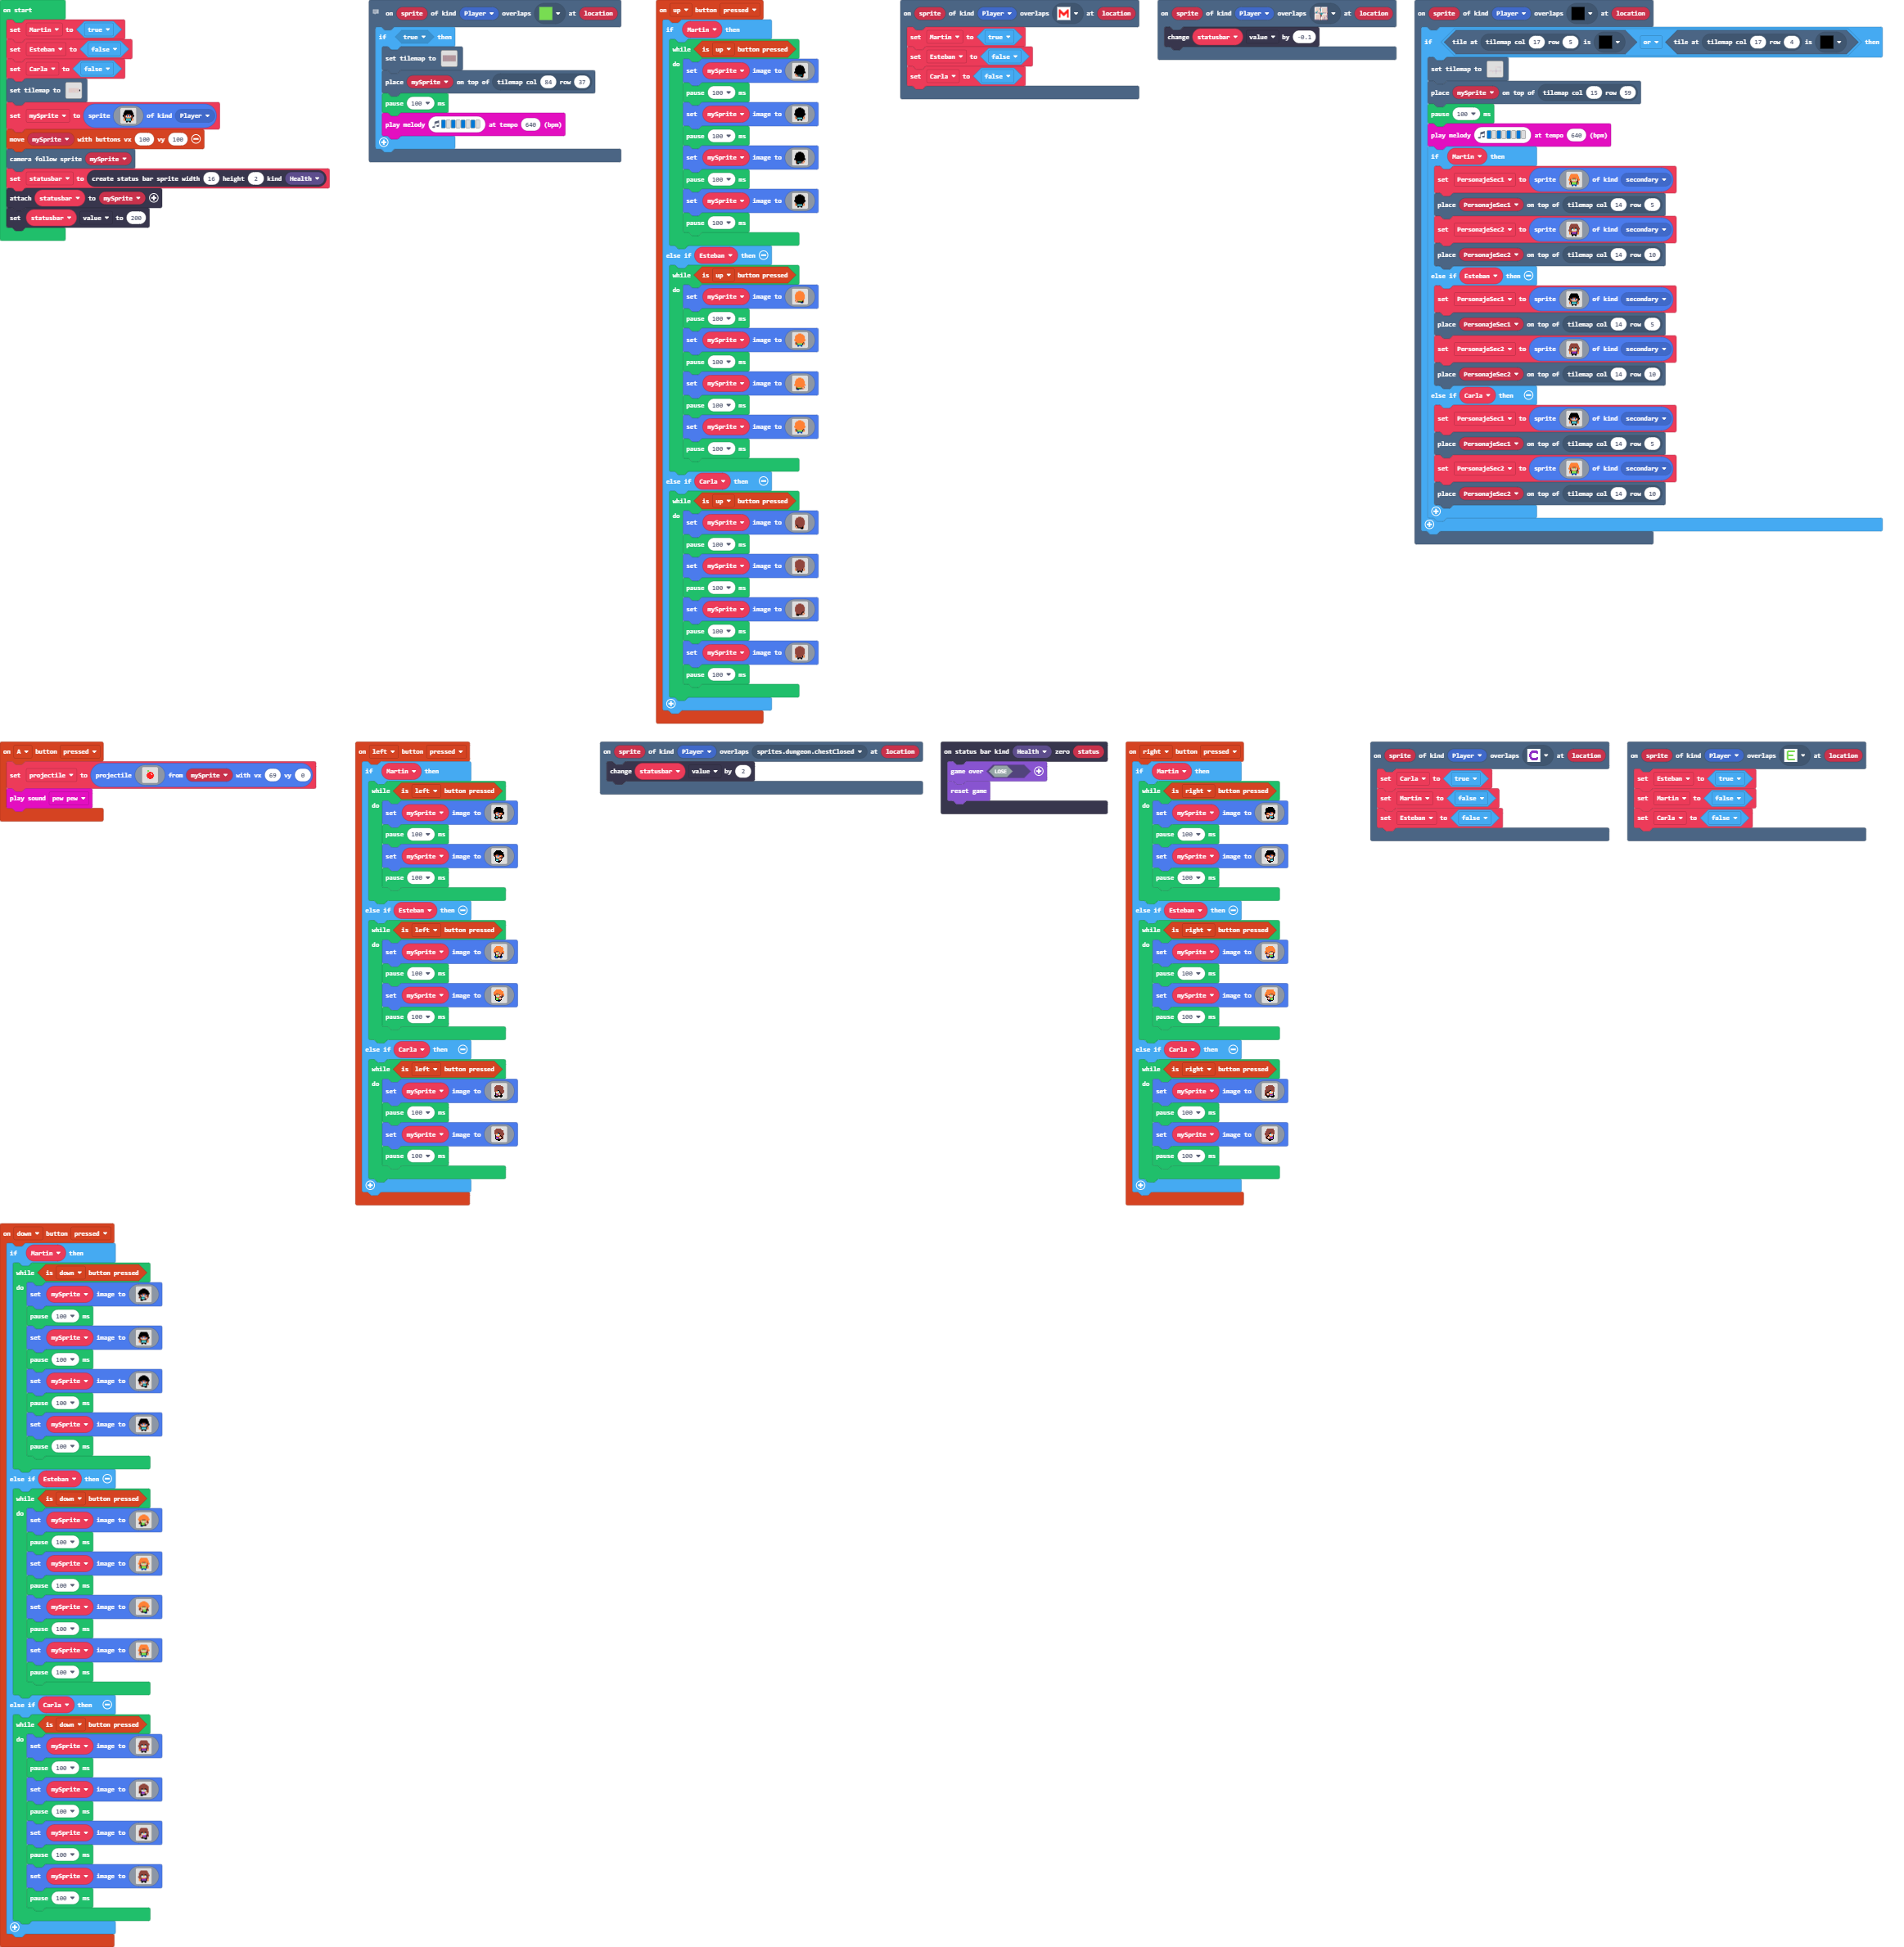 on start
set Martin to true
set Esteban to false
set Carla to false
set tilemap to
set mySprite to sprite of kind Player
move mySprite with buttons vx 100 vy 100
camera follow sprite mySprite
set statusbar to create status bar sprite width 16 height 2 kind Health
attach statusbar to mySprite
set statusbar value to 200
on sprite of kind Player overlaps at location
if true then
set tilemap to
place mySprite on top of tilemap col 84 row 37
pause 100 ms
play melody at tempo 640 (bpm)
on up button pressed
if Martin then
while is up button pressed
do set mySprite image to
pause 100 ms
set mySprite image to
pause 100 ms
set mySprite image to
pause 100 ms
set mySprite image to
pause 100 ms
else if Esteban then
while is up button pressed
do set mySprite image to
pause 100 ms
set mySprite image to
pause 100 ms
set mySprite image to
pause 100 ms
set mySprite image to
pause 100 ms
else if Carla then
while is up button pressed
do set mySprite image to
pause 100 ms
set mySprite image to
pause 100 ms
set mySprite image to
pause 100 ms
set mySprite image to
pause 100 ms
on sprite of kind Player overlaps M at location
set Martin to true
set Esteban to false
set Carla to false
on sprite of kind Player overlaps at location
change statusbar value by -0.1
on sprite of kind Player overlaps at location
if tile at tilemap col 17 row 5 is or tile at tilemap col 17 row 4 is then
set tilemap to
place mySprite on top of tilemap col 15 row 59
pause 100 ms
play melody at tempo 640 (bpm)
if Martin then
set PersonajeSec1 to sprite of kind secondary
place PersonajeSec1 on top of tilemap col 14 row 5
set PersonajeSec2 to sprite of kind secondary
place PersonajeSec2 on top of tilemap col 14 row 10
else if Esteban then
set PersonajeSec1 to sprite of kind secondary
place PersonajeSec1 on top of tilemap col 14 row 5
set PersonajeSec2 to sprite of kind secondary
place PersonajeSec2 on top of tilemap col 14 row 10
else if Carla then
set PersonajeSec1 to sprite of kind secondary
place PersonajeSec1 on top of tilemap col 14 row 5
set PersonajeSec2 to sprite of kind secondary
place PersonajeSec2 on top of tilemap col 14 row 10
on A button pressed
set projectile to projectile from mySprite with vx 69 vy 0
play sound pew pew
on left button pressed
if Martin then
while is left button pressed
do set mySprite image to
pause 100 ms
set mySprite image to
pause 100 ms
else if Esteban then
while is left button pressed
do set mySprite image to
pause 100 ms
set mySprite image to
pause 100 ms
else if Carla then
while is left button pressed
do set mySprite image to
pause 100 ms
set mySprite image to
pause 100 ms
on sprite of kind Player overlaps sprites.dungeon.chestClosed at location
change statusbar value by 2
on status bar kind Health zero status
game over LOSE
reset game
on right button pressed
if Martin then
while is right button pressed
do set mySprite image to
pause 100 ms
set mySprite image to
pause 100 ms
else if Esteban then
while is right button pressed
do set mySprite image to
pause 100 ms
set mySprite image to
pause 100 ms
else if Carla then
while is right button pressed
do set mySprite image to
pause 100 ms
set mySprite image to
pause 100 ms
on sprite of kind Player overlaps C at location
set Carla to true
set Martin to false
set Esteban to false
on sprite of kind Player overlaps E at location
set Esteban to true
set Martin to false
set Carla to false
on down button pressed
if Martin then
while is down button pressed
do set mySprite image to
pause 100 ms
set mySprite image to
pause 100 ms
set mySprite image to
pause 100 ms
set mySprite image to
pause 100 ms
else if Esteban then
while is down button pressed
do set mySprite image to
pause 100 ms
set mySprite image to
pause 100 ms
set mySprite image to
pause 100 ms
set mySprite image to
pause 100 ms
else if Carla then
while is down button pressed
do set mySprite image to
pause 100 ms
set mySprite image to
pause 100 ms
set mySprite image to
pause 100 ms
set mySprite image to
pause 100 ms